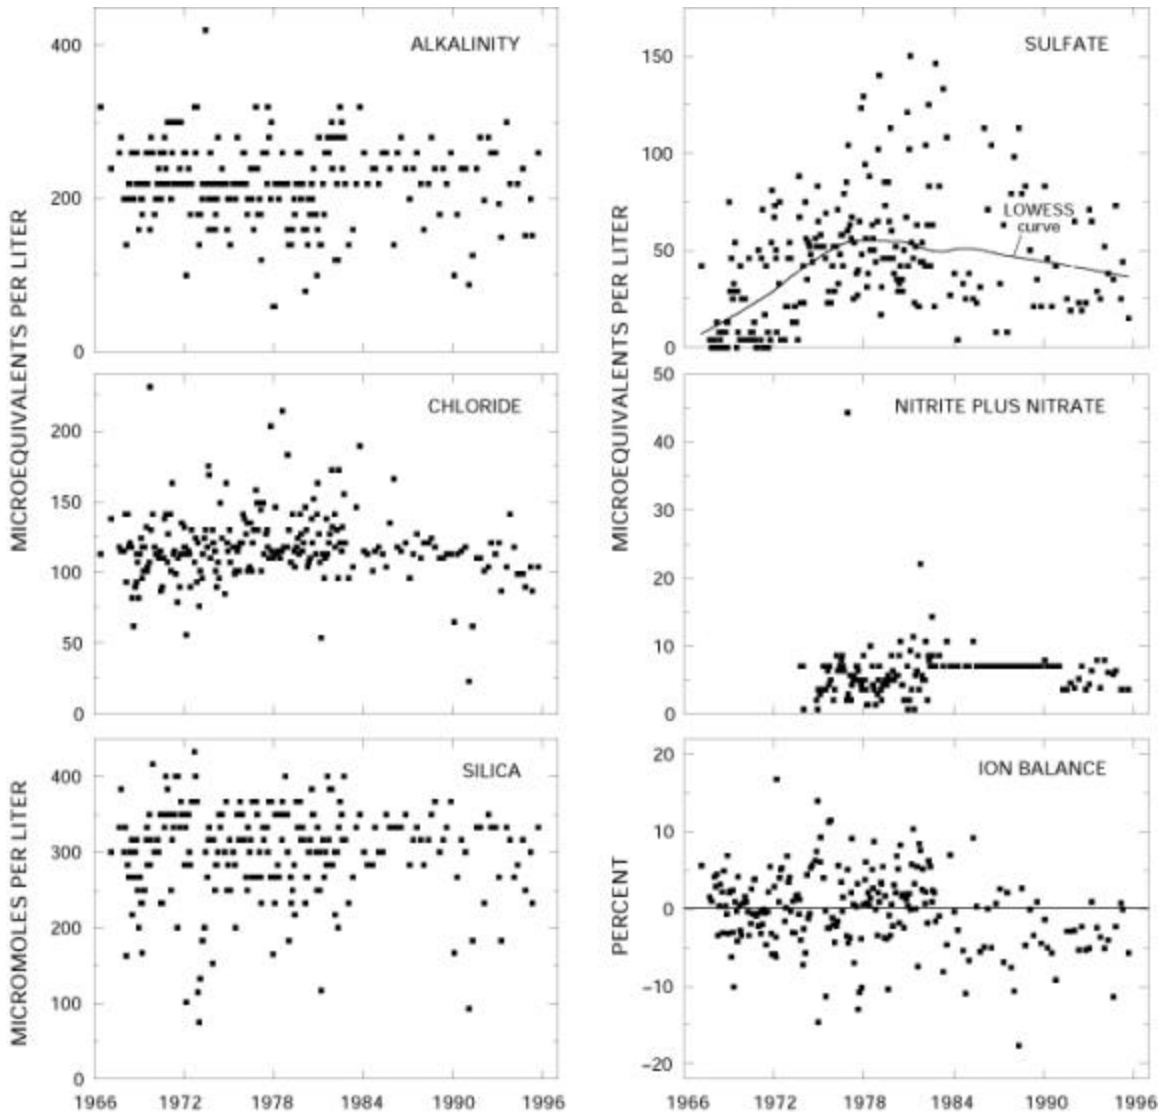 MICROEQUIVALENTS PER LITER
ALKALINITY
400
200
0
CHLORIDE
200
150
100
50
0
MICROMOLES PER LITER
SILICA
400
300
200
100
0
1966 1972 1978 1984 1990 1996
MICROEQUIVALENTS PER LITER
SULFATE
150
100
50
0
LOWESS
curve
NITRITE PLUS NITRATE
50
40
30
20
10
0
PERCENT
ION BALANCE
20
10
0
−10
−20
1966 1972 1978 1984 1990 1996